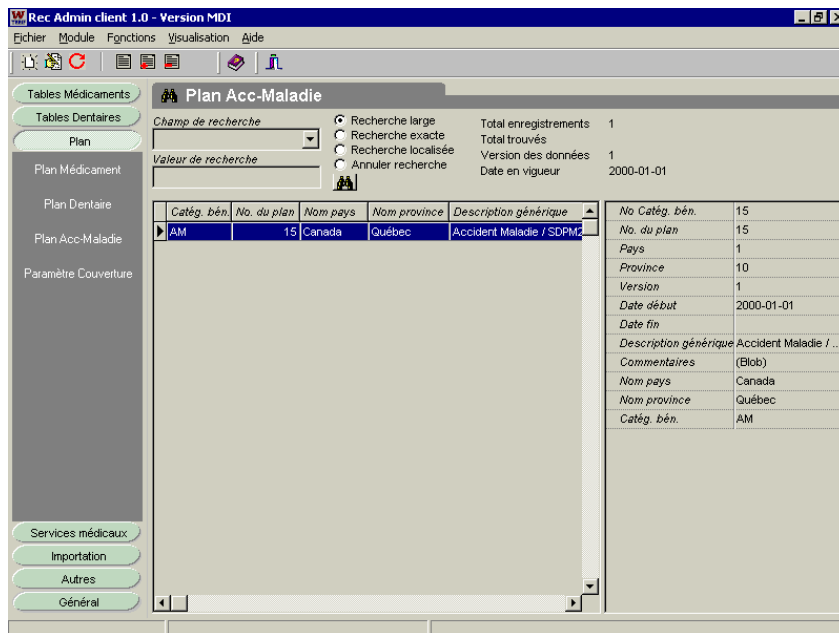 Rec Admin client 1.0 - Version MDI
Fichier Module Fonctions Visualisation Aide
Tables Médicaments
Tables Dentaires
Plan
Plan Médicament
Plan Dentaire
Plan Acc-Maladie
Paramètre Couverture
Services médicaux
Importation
Autres
Général
Plan Acc-Maladie
Champ de recherche
Valeur de recherche
Recherche large
Recherche exacte
Recherche localisée
Annuler recherche
Total enregistrements 1
Total trouvés
Version des données 1
Date en vigueur 2000-01-01
Catég. bén. No. du plan Nom pays Nom province Description générique
AM 15 Canada Québec Accident Maladie / SDPM2
No Catég. bén. 15
No. du plan 15
Pays 1
Province 10
Version 1
Date début 2000-01-01
Date fin
Description générique Accident Maladie / ...
Commentaires (Blob)
Nom pays Canada
Nom province Québec
Catég. bén. AM